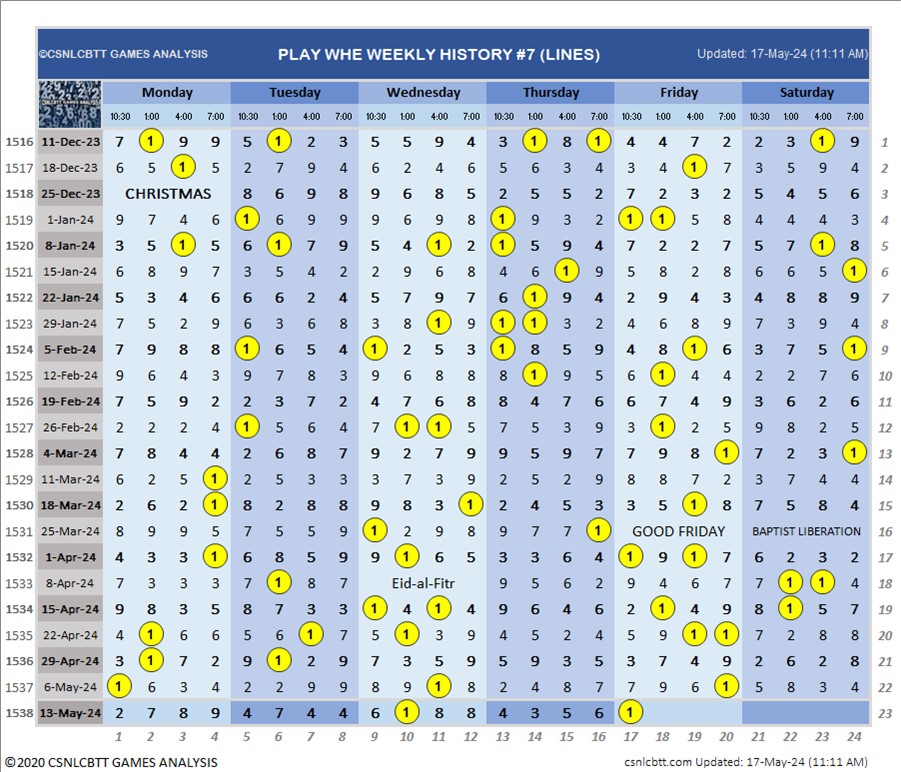 ©CSNLCBTT GAMES ANALYSIS PLAY WHE WEEKLY HISTORY #7 (LINES) Updated: 17-May-24 (11:11 AM)
Monday Tuesday Wednesday Thursday Friday Saturday
10:30 1:00 4:00 7:00 10:30 1:00 4:00 7:00 10:30 1:00 11:00 12:00 10:30 1:00 4:00 7:00 10:30 1:00 4:00 7:00 10:30 1:00 4:00 7:00
1516 11-Dec-23 7 1 9 9 5 1 2 3 5 5 9 4 3 1 8 1 4 4 7 2 2 3 1 9 1
1517 18-Dec-23 6 5 1 5 2 7 9 4 6 2 4 6 5 6 3 4 3 4 1 7 3 5 9 4 2
1518 25-Dec-23 CHRISTMAS 8 6 9 8 9 6 8 5 2 5 5 2 7 2 3 2 5 4 5 6 3
1519 1-Jan-24 9 7 4 6 1 6 9 9 9 6 9 8 1 9 3 2 1 1 5 8 4 4 4 3 4
1520 8-Jan-24 3 5 1 5 6 1 7 9 5 4 1 2 1 5 9 4 7 2 2 7 5 7 1 8 5
1521 15-Jan-24 6 8 9 7 3 5 4 2 2 9 6 8 4 6 1 9 5 8 2 8 6 6 5 1 6
1522 22-Jan-24 5 3 4 6 6 6 2 4 5 7 9 7 6 1 9 4 2 9 4 3 4 8 8 9 7
1523 29-Jan-24 7 5 2 9 6 3 6 8 3 8 1 9 1 1 3 2 4 6 8 9 7 3 9 4 8
1524 5-Feb-24 7 9 8 8 1 6 5 4 1 2 5 3 1 8 5 9 4 8 1 6 3 7 5 1 9
1525 12-Feb-24 9 6 4 3 9 7 8 3 9 6 8 8 8 1 9 5 6 1 4 4 2 2 7 6 10
1526 19-Feb-24 7 5 9 2 2 3 7 2 4 7 6 8 8 4 7 6 6 7 4 9 3 6 2 6 11
1527 26-Feb-24 2 2 2 4 1 5 6 4 7 1 1 5 7 5 3 9 3 1 2 5 9 8 2 5 12
1528 4-Mar-24 7 8 4 4 2 6 8 7 9 2 7 9 9 5 9 7 7 9 8 1 7 2 3 1 13
1529 11-Mar-24 6 2 5 1 2 5 3 3 3 7 3 9 2 5 2 9 8 8 7 2 3 7 4 4 14
1530 18-Mar-24 2 6 2 1 8 2 8 8 9 8 3 1 2 4 5 3 3 5 1 8 7 5 8 4 15
1531 25-Mar-24 8 9 9 5 7 5 5 9 1 2 9 8 9 7 7 1 GOOD FRIDAY BAPTIST LIBERATION 16
1532 1-Apr-24 4 3 3 1 6 8 5 9 9 1 6 5 3 3 6 4 1 9 1 7 6 2 3 2 17
1533 8-Apr-24 7 3 3 3 7 1 8 7 Eid-al-Fitr 9 5 6 2 9 4 6 7 7 1 1 4 18
1534 15-Apr-24 9 8 3 5 8 7 3 3 1 4 1 4 9 6 4 6 2 1 4 9 8 1 5 7 19
1535 22-Apr-24 4 1 6 6 5 6 1 7 5 1 3 9 4 5 2 4 5 9 1 1 7 2 8 8 20
1536 29-Apr-24 3 1 7 2 9 1 2 9 7 3 5 9 5 9 3 5 3 7 4 9 2 6 2 8 21
1537 6-May-24 1 6 3 4 2 2 9 9 8 9 1 8 2 4 8 7 7 9 6 1 5 8 3 4 22
1538 13-May-24 2 7 8 9 4 7 4 4 6 1 8 8 4 3 5 6 1 23
1 2 3 4 5 6 7 8 9 10 11 12 13 14 15 16 17 18 19 20 21 22 23 24
©2020 CSNLCBTT GAMES ANALYSIS csnlcbtt.com Updated: 17-May-24 (11:11 AM)